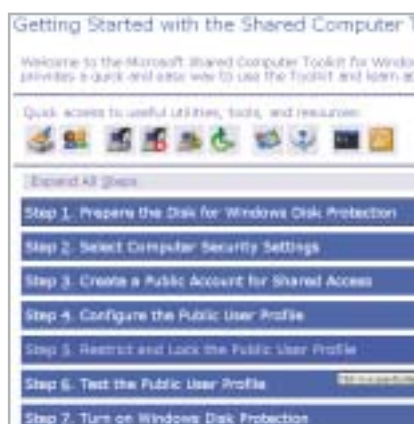 Getting Started with the Shared Computer
Welcome to the Microsoft Shared Computer Toolkit for
provides a quick and easy way to use the Toolkit and learn
Quick access to useful utilities, tools, and resources:
Expand All Steps
Step 1. Prepare the Disk for Windows Disk Protection
Step 2. Select Computer Security Settings
Step 3. Create a Public Account for Shared Access
Step 4. Configure the Public User Profile
Step 5. Restrict and Lock the Public User Profile
Step 6. Test the Public User Profile
Step 7. Turn on Windows Disk Protection